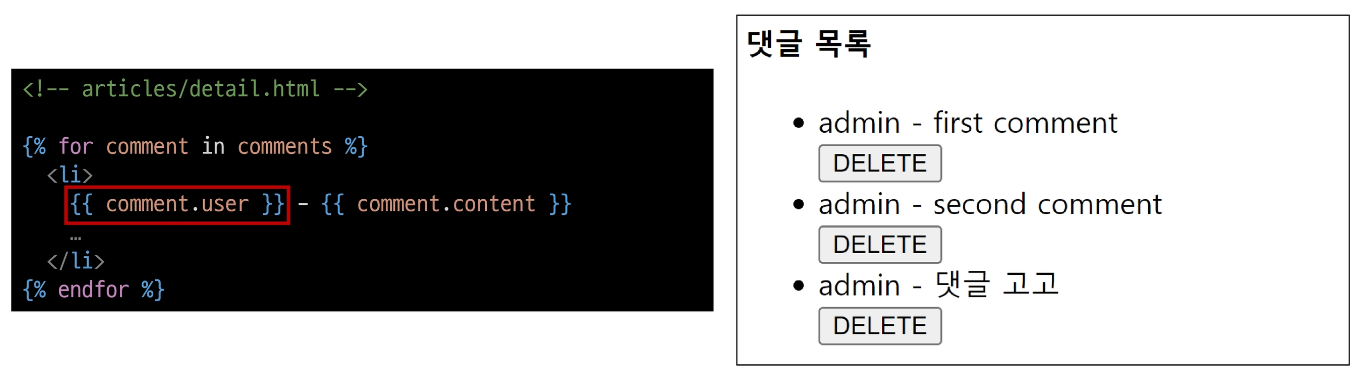 <!-- articles/detail.html -->
{% for comment in comments %}
<li>
{{ comment.user }} - {{ comment.content }}
…
</li>
{% endfor %}
댓글 목록
admin - first comment
DELETE
admin - second comment
DELETE
admin - 댓글 고고
DELETE